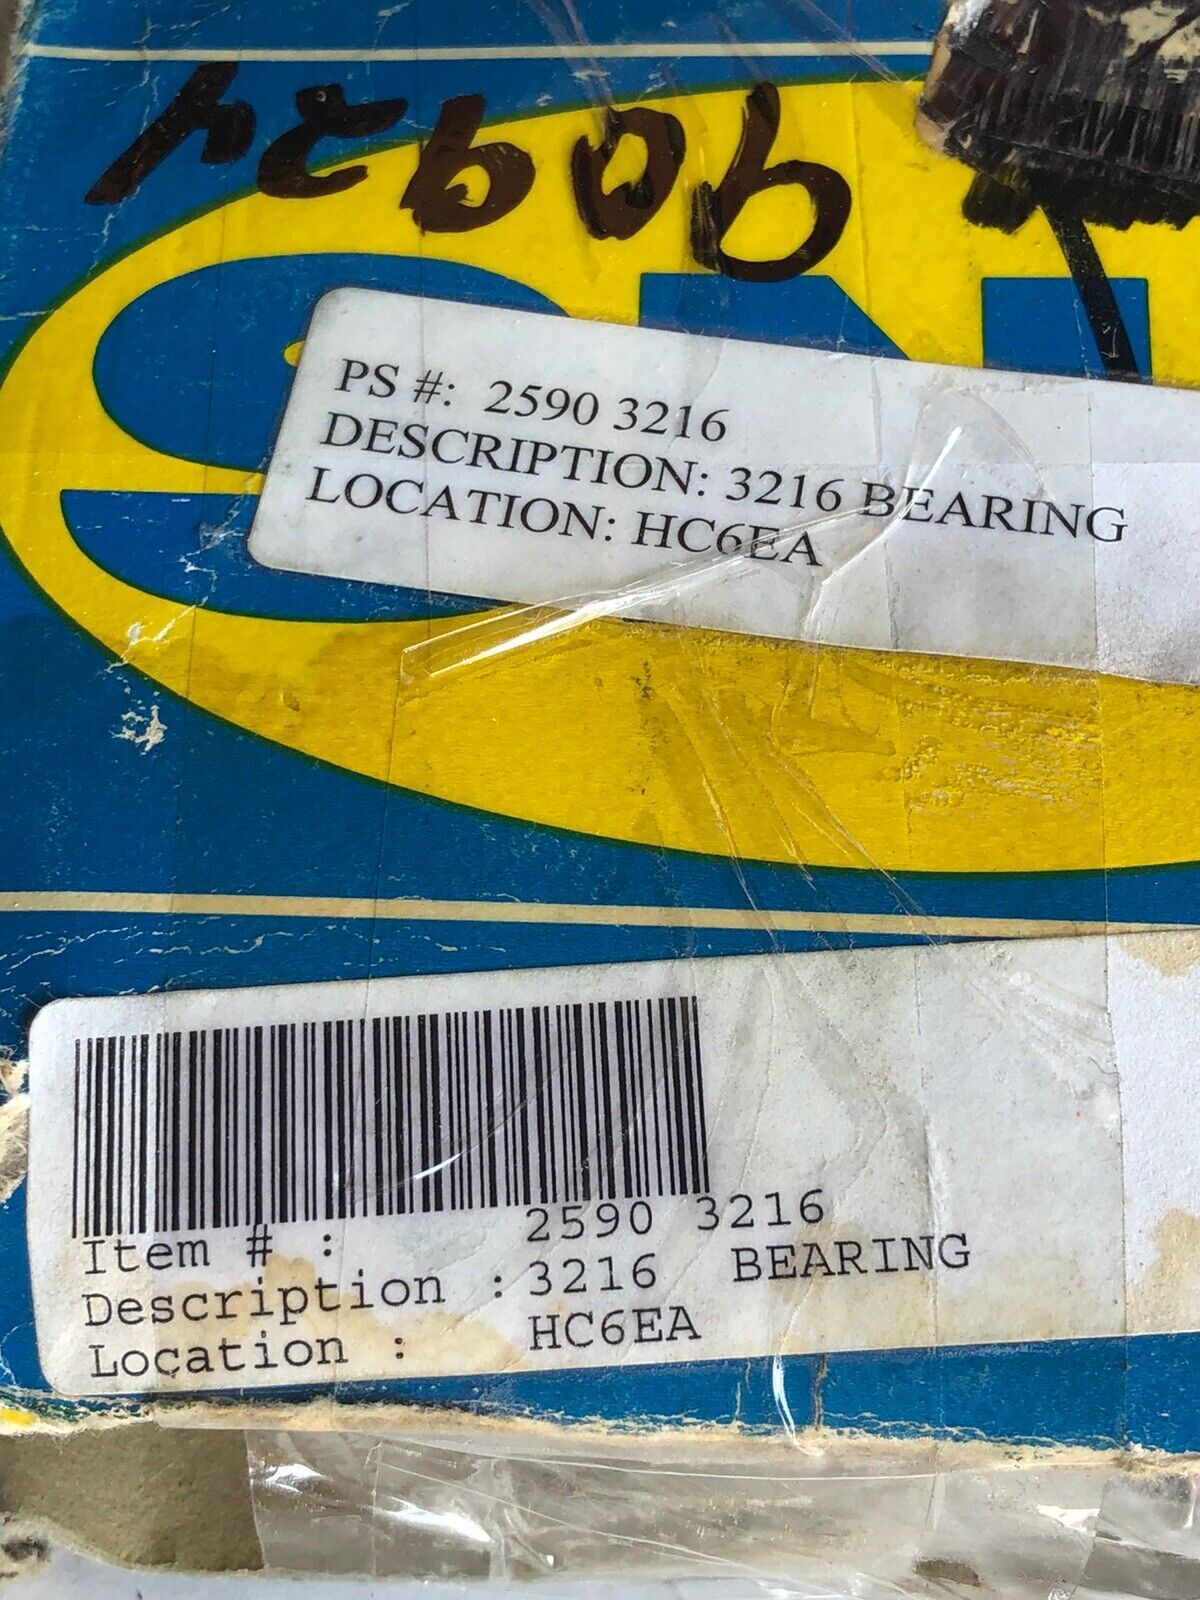 PS #: 2590 3216
DESCRIPTION: 3216 BEARING
LOCATION: HC6EA
Item # : 2590 3216
Description : 3216 BEARING
Location : HC6EA